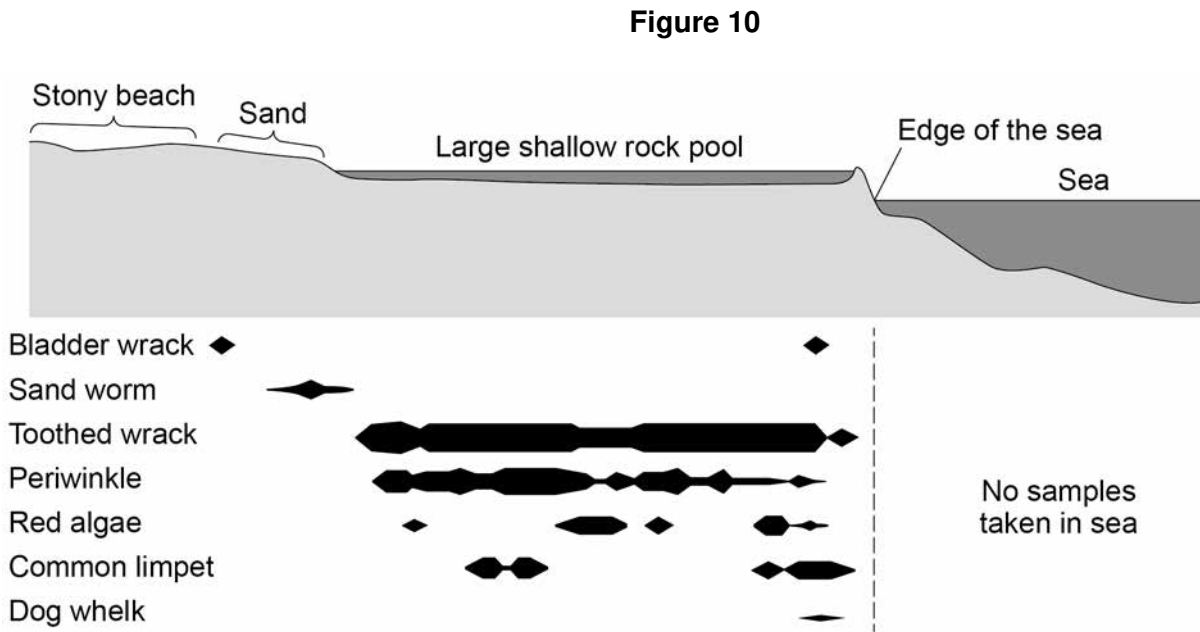 Figure 10
Stony beach
Sand
Large shallow rock pool
Edge of the sea
Sea
Bladder wrack
Sand worm
Toothed wrack
Periwinkle
Red algae
Common limpet
Dog whelk
No samples
taken in sea